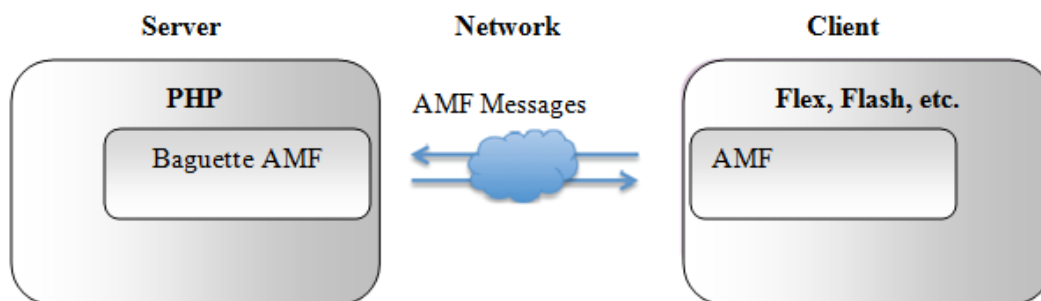 Server
Network
Client
PHP
AMF Messages
Flex, Flash, etc.
Baguette AMF
AMF